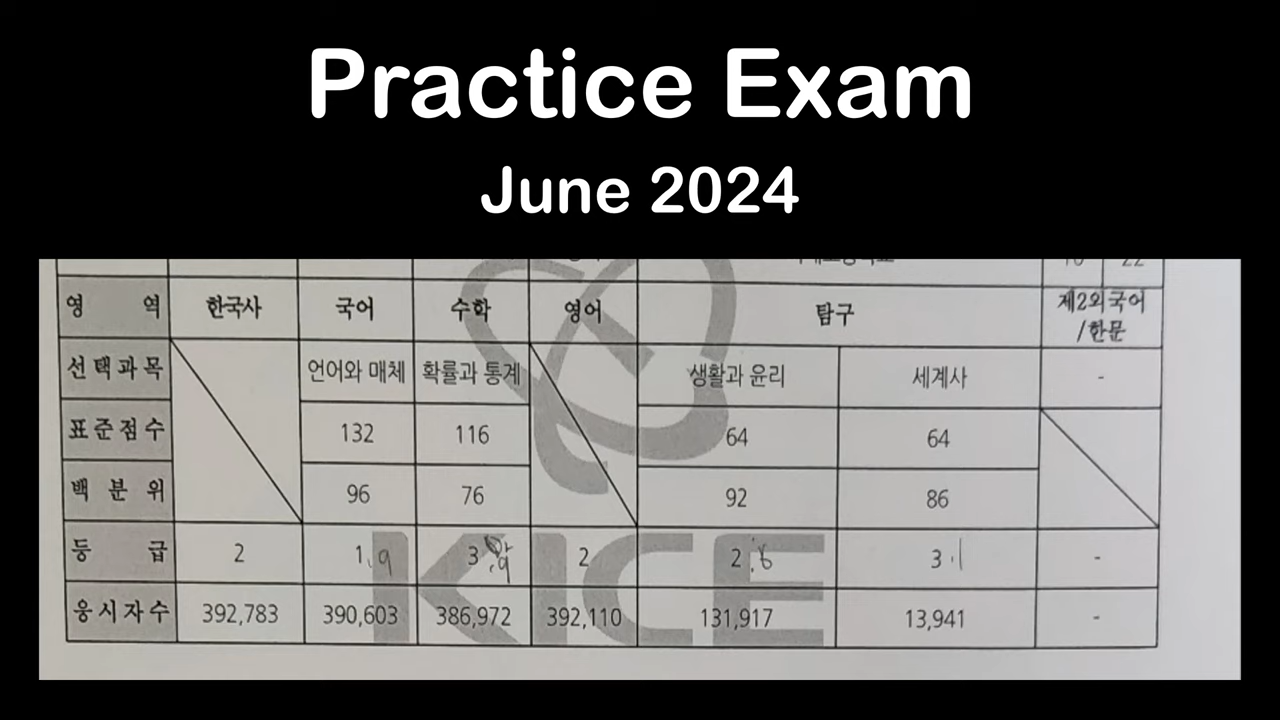 Practice Exam
June 2024
영 역 한국사 국어 수학 영어 탐구 제2외국어
/한문
선택과목 언어와 매체 확률과 통계 생활과 윤리 세계사 -
표준점수 132 116 64 64
백분위 96 76 92 86
등 급 2 1.9 3 2 2.6 3.1 -
응시자수 392,783 390,603 386,972 392,110 131,917 13,941 -
KICE